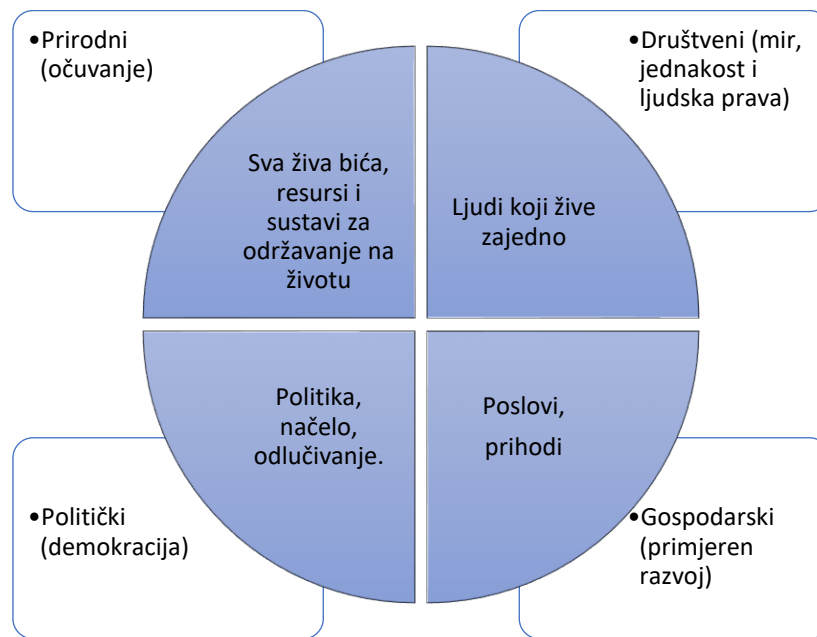 •Prirodni
(očuvanje)
•Društveni (mir,
jednakost i
ljudska prava)
Sva živa bića,
resursi i
sustavi za
održavanje na
životu
Ljudi koji žive
zajedno
Politika,
načelo,
odlučivanje.
Poslovi,
prihodi
•Politički
(demokracija)
•Gospodarski
(primjeren
razvoj)